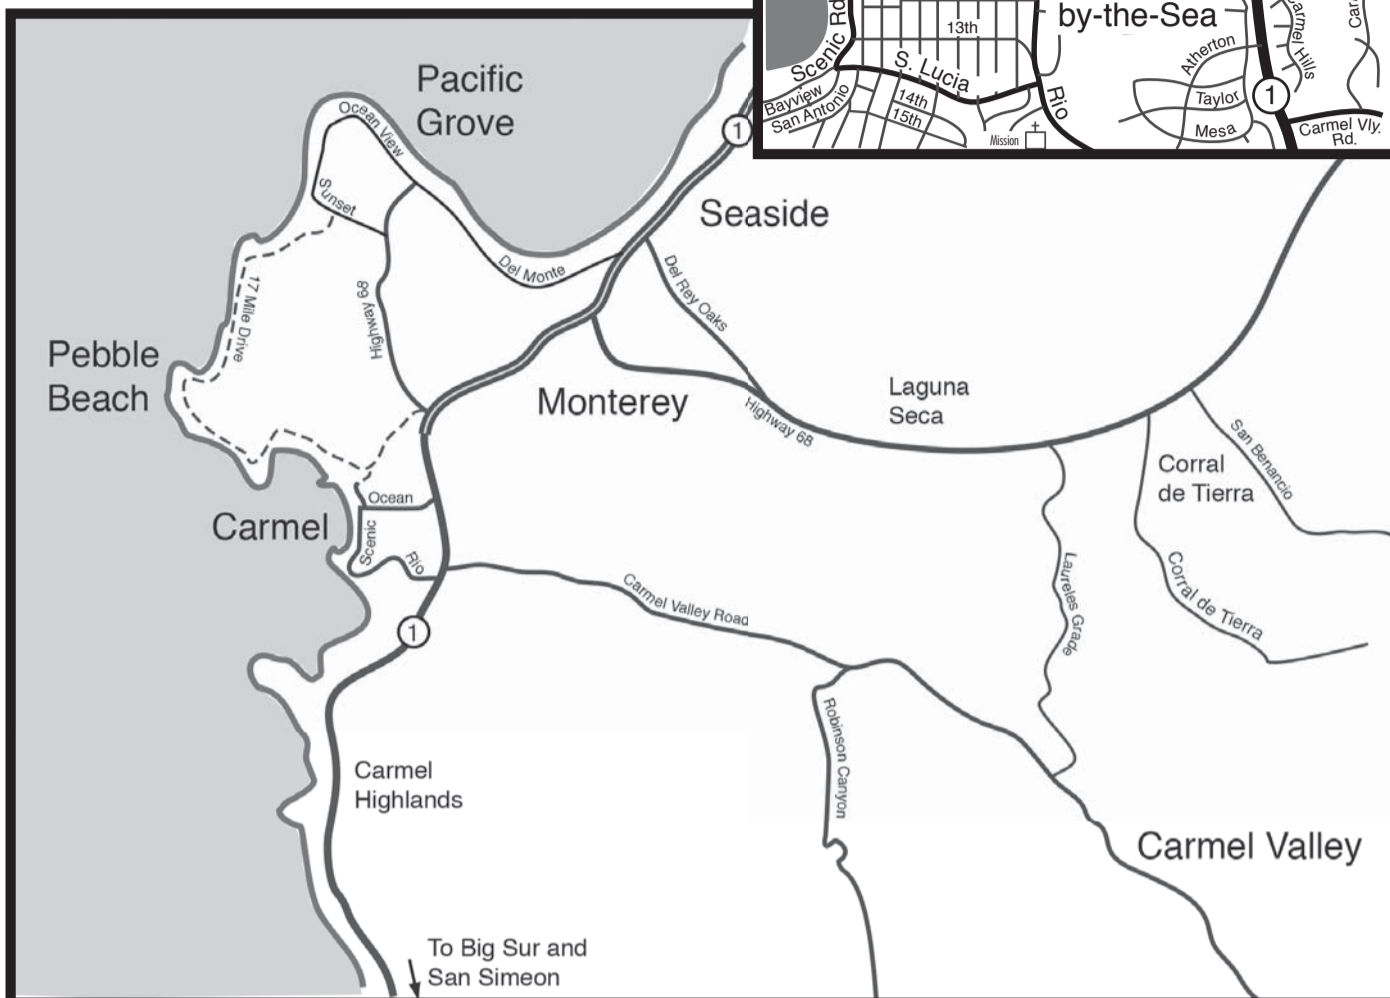 Scenic Rd
13th
by-the-Sea
Carmel Hills
Atherton
S. Lucia
Bayview
San Antonio
14th
15th
Rio
Taylor
1
Mesa
Carmel Vly.
Rd.
Mission
Pacific
Grove
Ocean View
1
Sunset
Seaside
Del Monte
Del Rey Oaks
17 Mile Drive
Highway 68
Pebble
Beach
Monterey
Highway 68
Laguna
Seca
San Benancio
Corral
de Tierra
Ocean
Carmel
Scenic
Rio
Carmel Valley Road
Laureles Grade
Corral de Tierra
1
Robinson Canyon
Carmel
Highlands
Carmel Valley
To Big Sur and
San Simeon